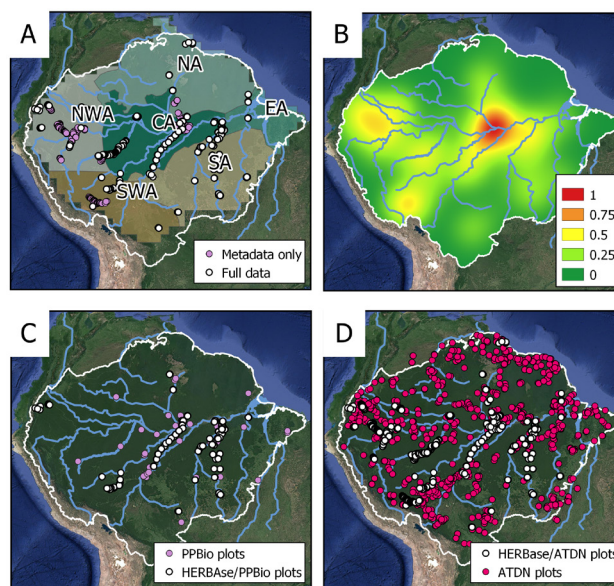 A
NA
NWA
CA
EA
SA
SWA
Metadata only
Full data
B
1
0.75
0.5
0.25
0
C
PPBio plots
HERBAse/PPBio plots
D
HERBase/ATDN plots
ATDN plots